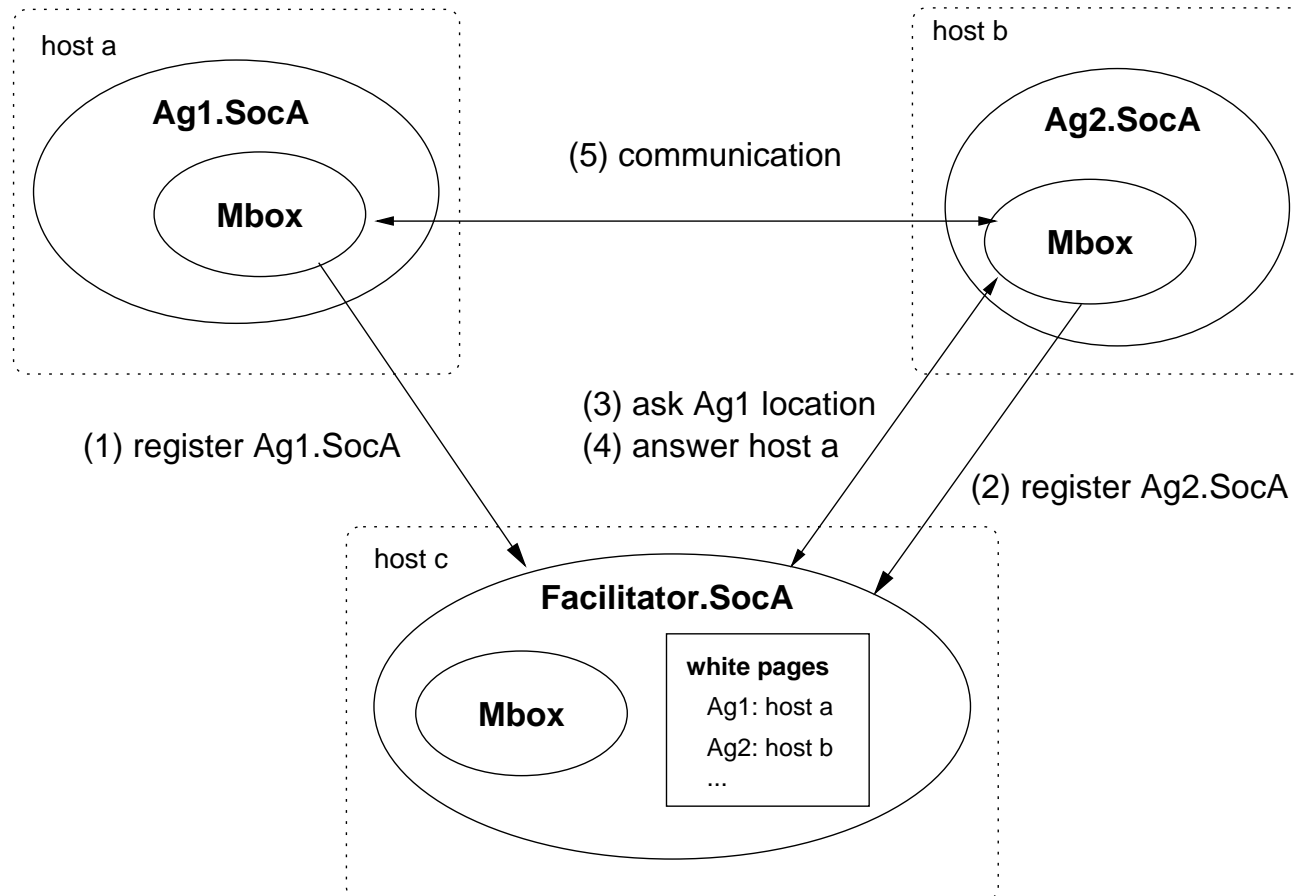 host a
host b
Ag1.SocA
Ag2.SocA
(5) communication
Mbox
Mbox
(3) ask Ag1 location
(4) answer host a
(1) register Ag1.SocA
(2) register Ag2.SocA
host c
Facilitator.SocA
white pages
Mbox
Ag1: host a
Ag2: host b
...